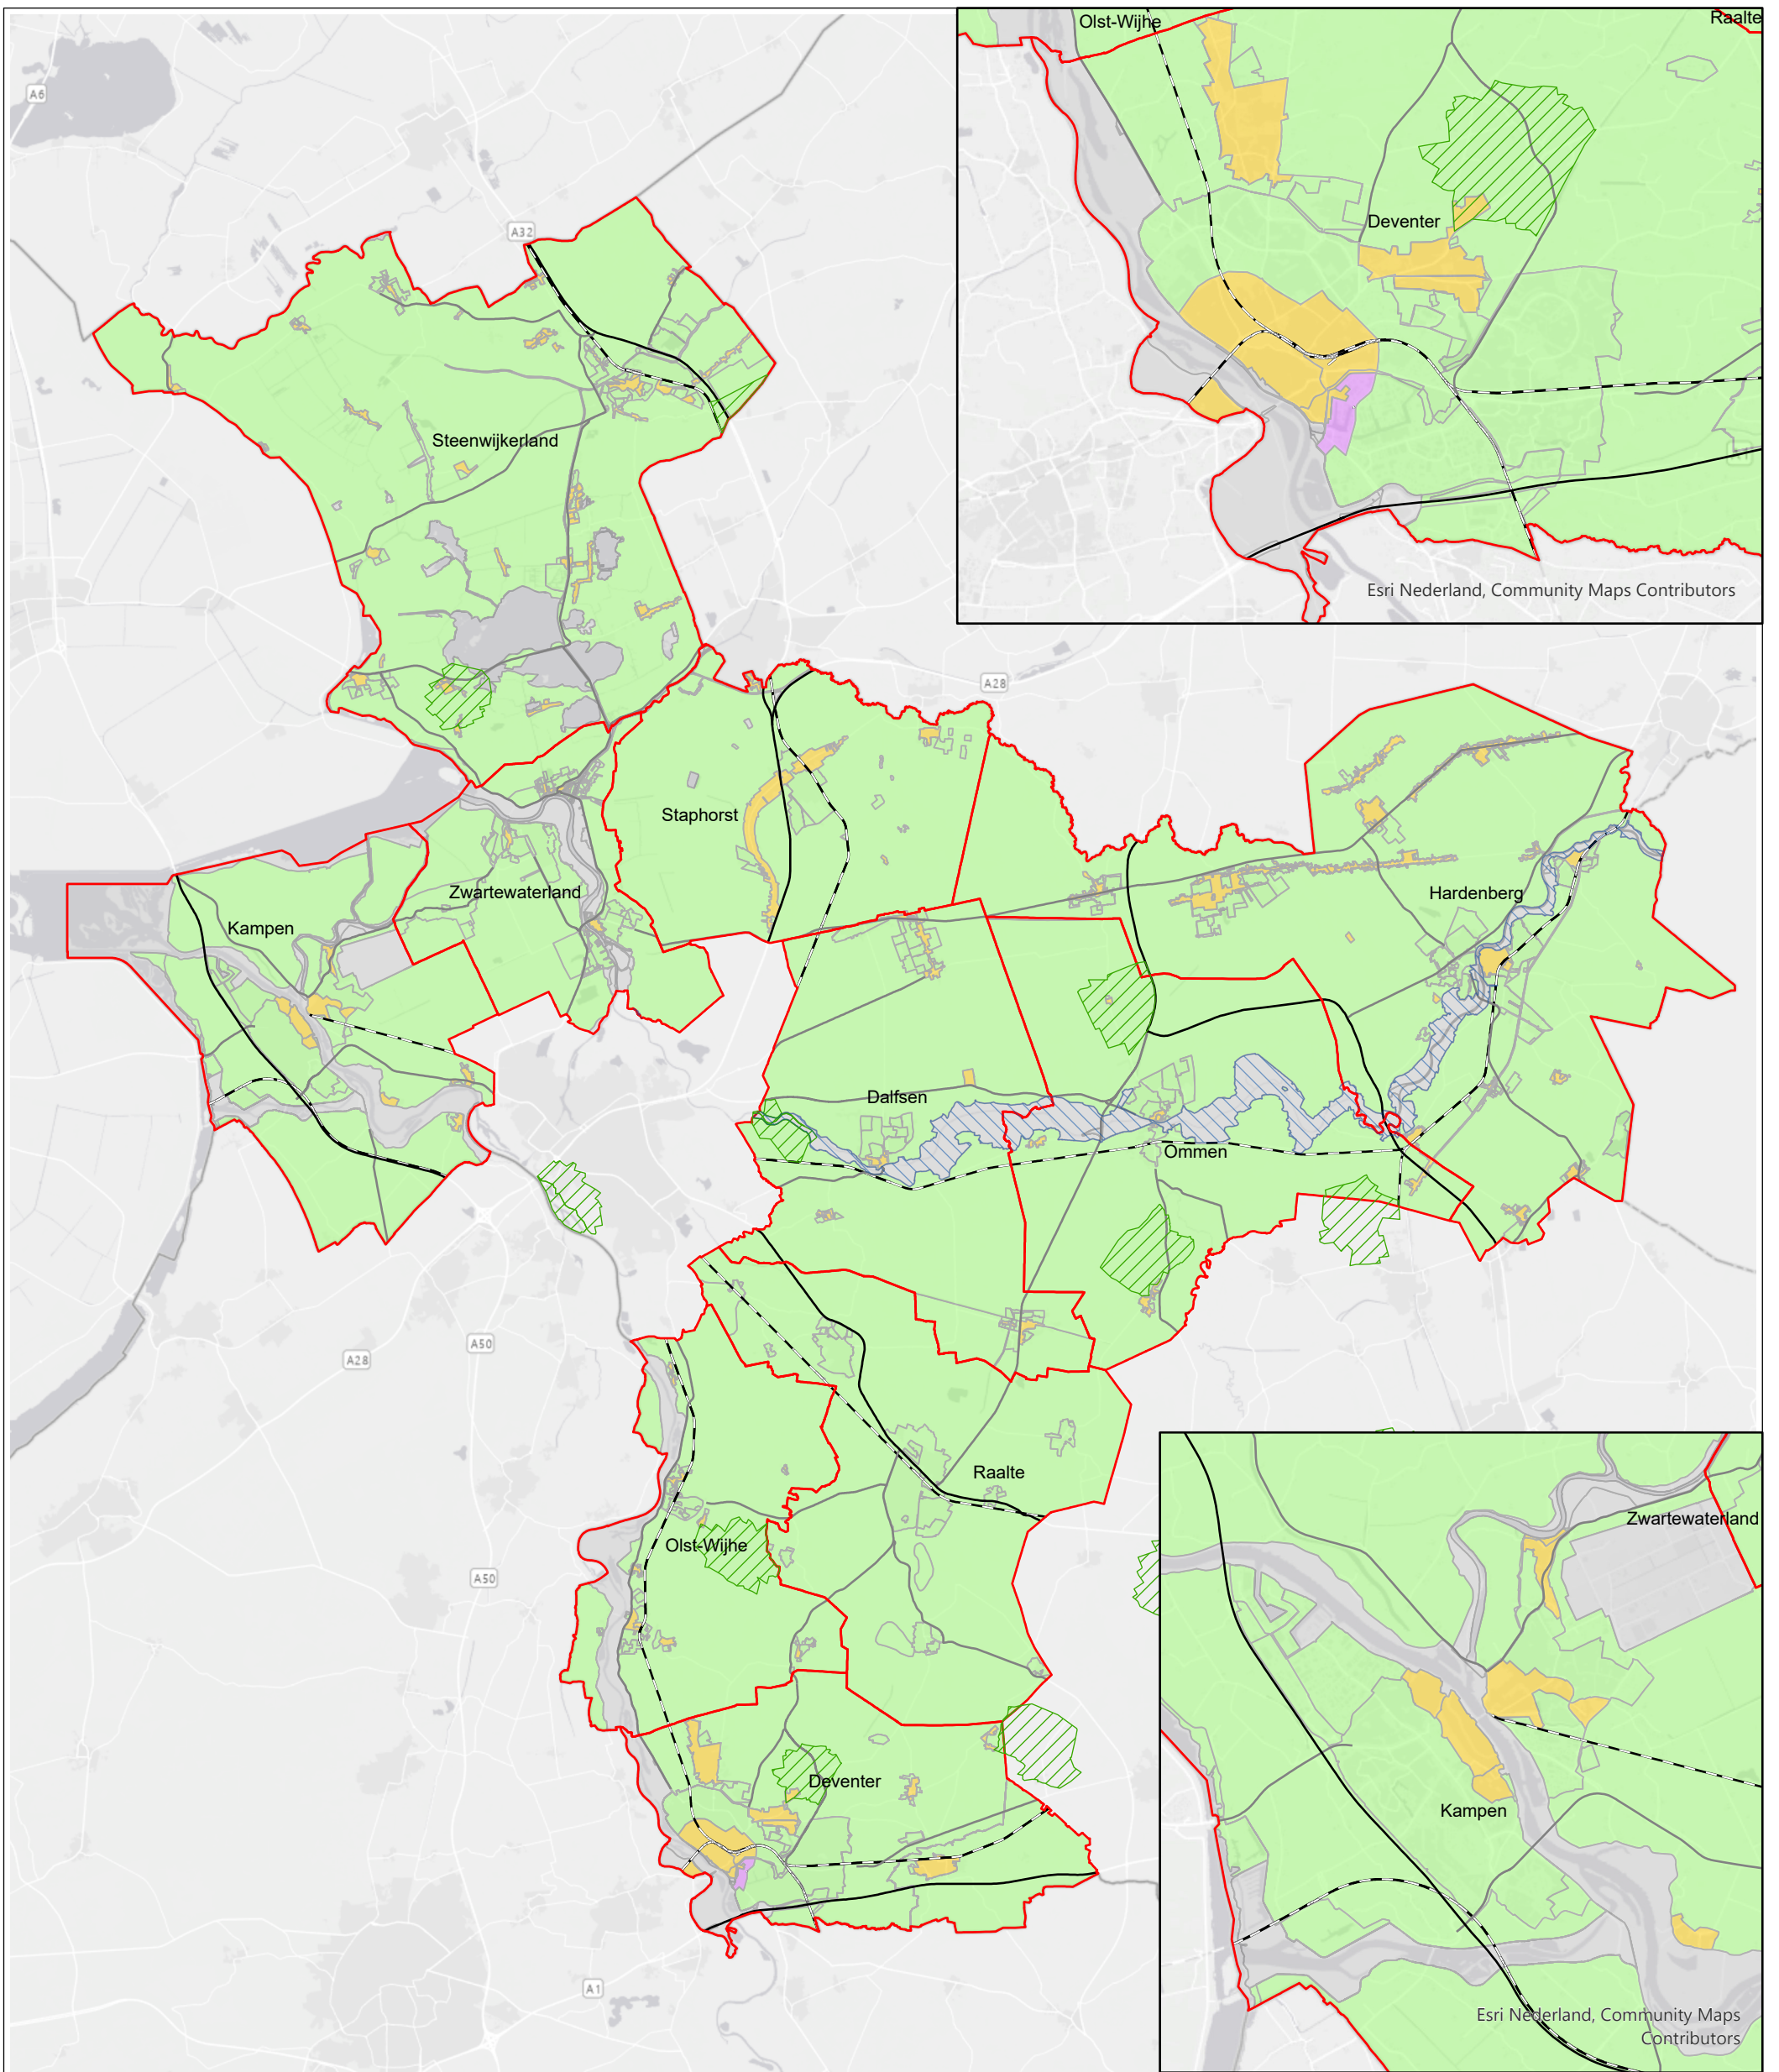 Olst-Wijhe
Raalte
A6
Deventer
A32
Steenwijkerland
Esri Nederland, Community Maps Contributors
A28
Staphorst
Zwartewaterland
Hardenberg
Kampen
Dalfsen
Ommen
A50
A28
Raalte
Zwartewaterland
Olst-Wijhe
A50
Deventer
Kampen
A1
Esri Nederland, Community Maps
Contributors